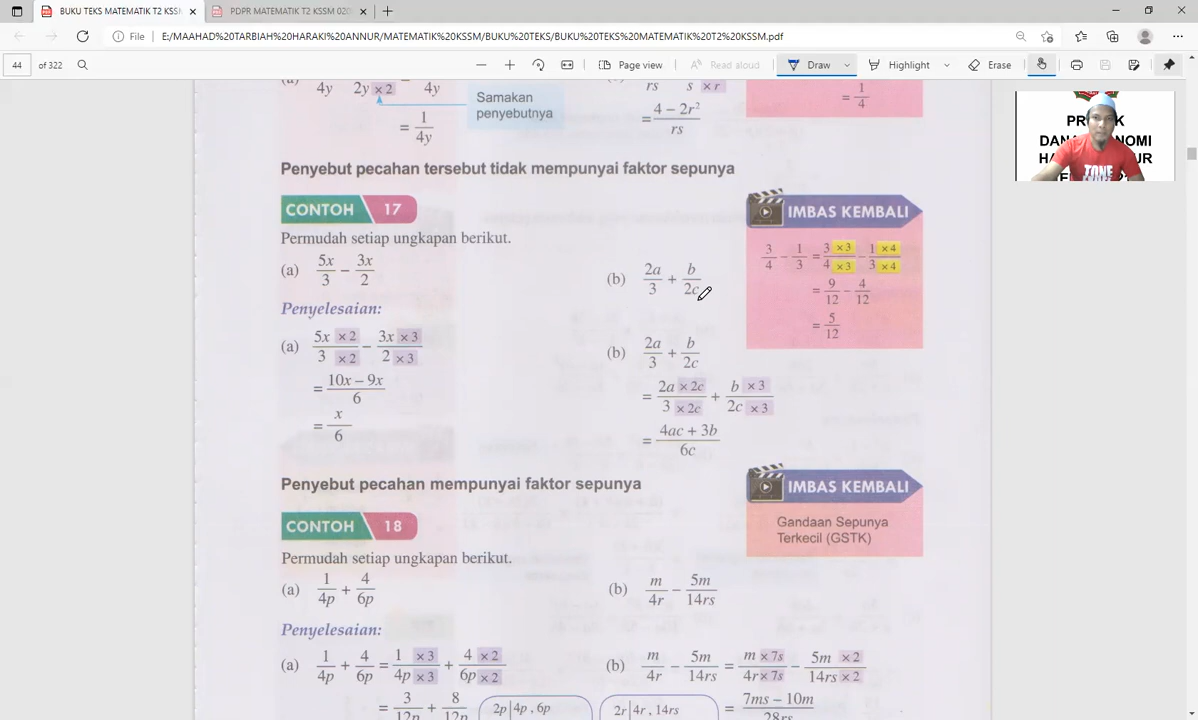 BUKU TEKS MATEMATIK T2 KSSM
PDPR MATEMATIK T2 KSSM 020
File
E:/MAAHAD%20TARBIAH%20HARAKI%20ANNUR/MATEMATIK%20KSSM/BUKU%20TEKS/BUKU%20TEKS%20MATEMATIK%20T2%20KSSM.pdf
44 of 322
Page view
Read aloud
Draw
Highlight
Erase
4y 2y × 2 4y
Samakan
penyebutnya
= 1/4y
rs s × r
= 4 – 2r²/rs
= 1/4
Penyebut pecahan tersebut tidak mempunyai faktor sepunya
CONTOH 17
Permudah setiap ungkapan berikut.
(a) 5x/3 – 3x/2
(b) 2a/3 + b/2c
Penyelesaian:
(a) 5x × 2/3 × 2 – 3x × 3/2 × 3
= 10x – 9x/6
= x/6
(b) 2a/3 + b/2c
= 2a × 2c/3 × 2c + b × 3/2c × 3
= 4ac + 3b/6c
IMBAS KEMBALI
3/4 – 1/3 = 3 ×3/4 ×3 – 1 ×4/3 ×4
= 9/12 – 4/12
= 5/12
Penyebut pecahan mempunyai faktor sepunya
CONTOH 18
Permudah setiap ungkapan berikut.
(a) 1/4p + 4/6p
(b) m/4r – 5m/14rs
Penyelesaian:
(a) 1/4p + 4/6p = 1 × 3/4p × 3 + 4 × 2/6p × 2
= 3/12p + 8/12p
2p|4p , 6p
(b) m/4r – 5m/14rs = m × 7s/4r × 7s – 5m × 2/14rs × 2
2r|4r , 14rs
= 7ms – 10m/28rs
IMBAS KEMBALI
Gandaan Sepunya
Terkecil (GSTK)